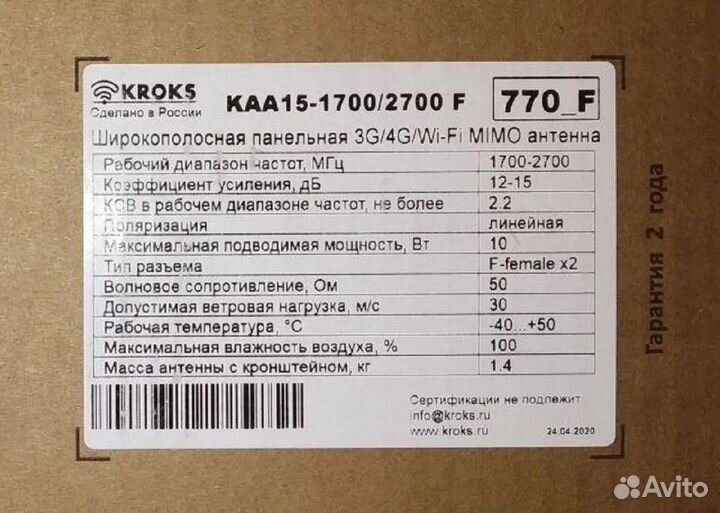 KROKS
Сделано в России
КАА15-1700/2700 F
770_F
Широкополосная панельная 3G/4G/Wi-Fi MIMO антенна
Рабочий диапазон частот, МГц 1700-2700
Коэффициент усиления, дБ 12-15
КСВ в рабочем диапазоне частот, не более 2.2
Поляризация линейная
Максимальная подводимая мощность, Вт 10
Тип разъема F-female x2
Волновое сопротивление, Ом 50
Допустимая ветровая нагрузка, м/с 30
Рабочая температура, °С -40...+50
Максимальная влажность воздуха, % 100
Масса антенны с кронштейном, кг 1.4
Сертификации не подлежит
info@kroks.ru
www.kroks.ru
24.04.2020
Гарантия 2 года
Avito